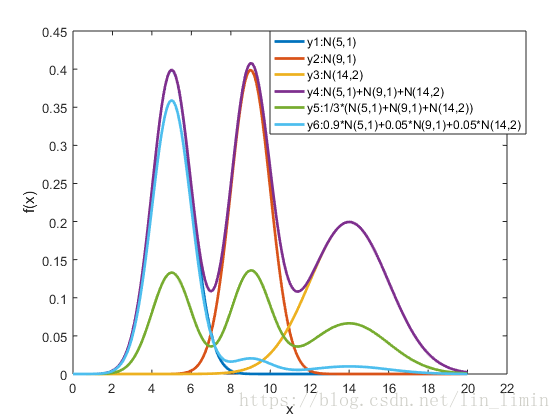 0.45
0.4
0.35
0.3
0.25
0.2
0.15
0.1
0.05
0
f(x)
y1:N(5,1)
y2:N(9,1)
y3:N(14,2)
y4:N(5,1)+N(9,1)+N(14,2)
y5:1/3*(N(5,1)+N(9,1)+N(14,2))
y6:0.9*N(5,1)+0.05*N(9,1)+0.05*N(14,2)
0 2 4 6 8 10 12 14 16 18 20 22
x
https://blog.csdn.net/lin_limin